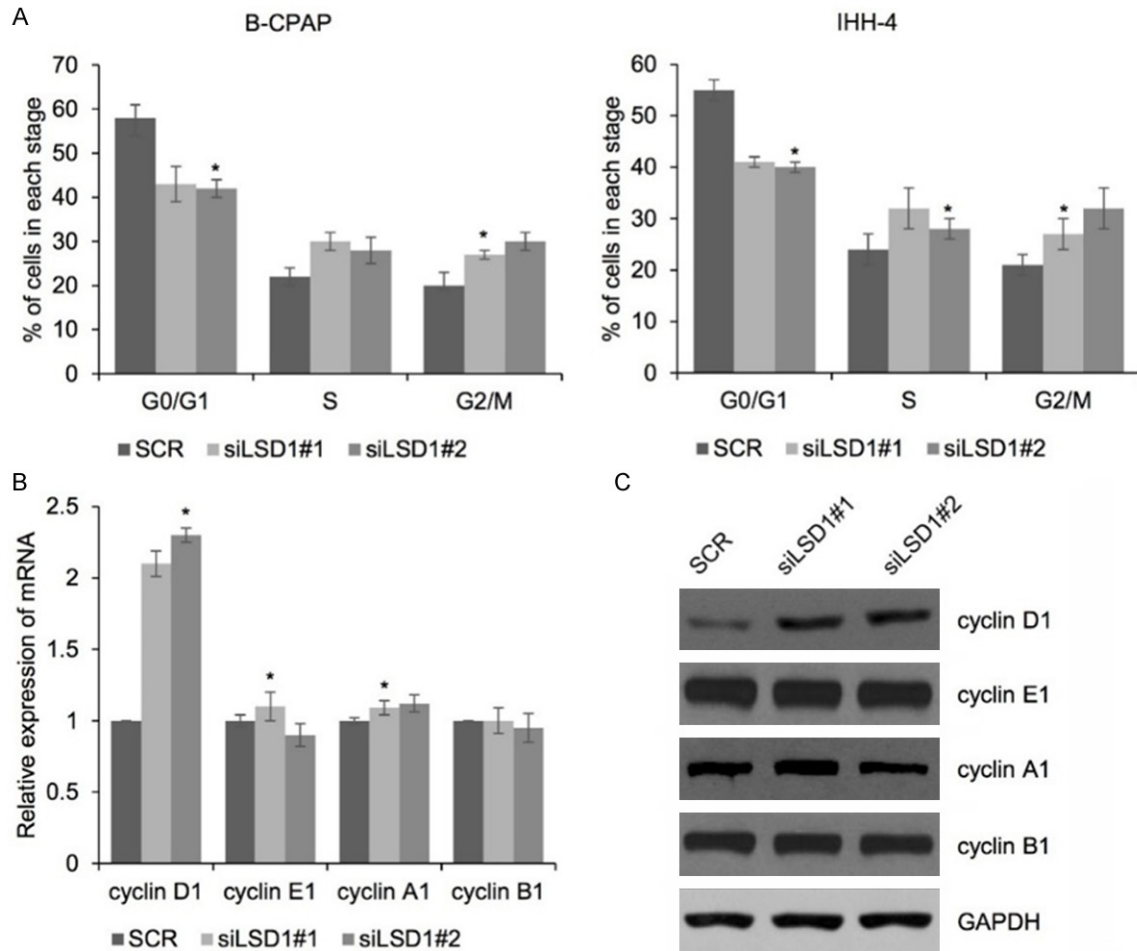 A
B-CPAP
% of cells in each stage
70
60
50
40
30
20
10
0
*
*
G0/G1 S G2/M
SCR siLSD1#1 siLSD1#2
IHH-4
% of cells in each stage
60
50
40
30
20
10
0
*
*
*
G0/G1 S G2/M
SCR siLSD1#1 siLSD1#2
B
Relative expression of mRNA
2.5
2
1.5
1
0.5
0
*
*
*
cyclin D1 cyclin E1 cyclin A1 cyclin B1
SCR siLSD1#1 siLSD1#2
C
SCR siLSD1#1 siLSD1#2
cyclin D1
cyclin E1
cyclin A1
cyclin B1
GAPDH